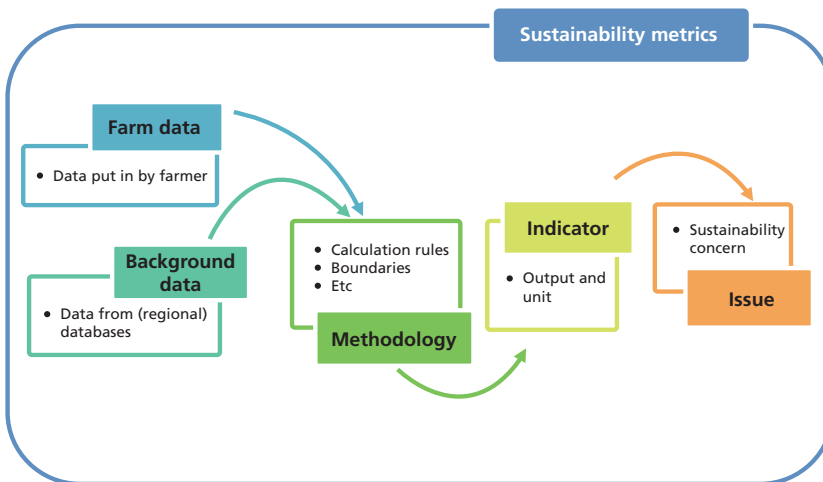 Sustainability metrics
Farm data
• Data put in by farmer
Background
data
• Data from (regional)
databases
• Calculation rules
• Boundaries
• Etc
Methodology
Indicator
• Output and
unit
• Sustainability
concern
Issue